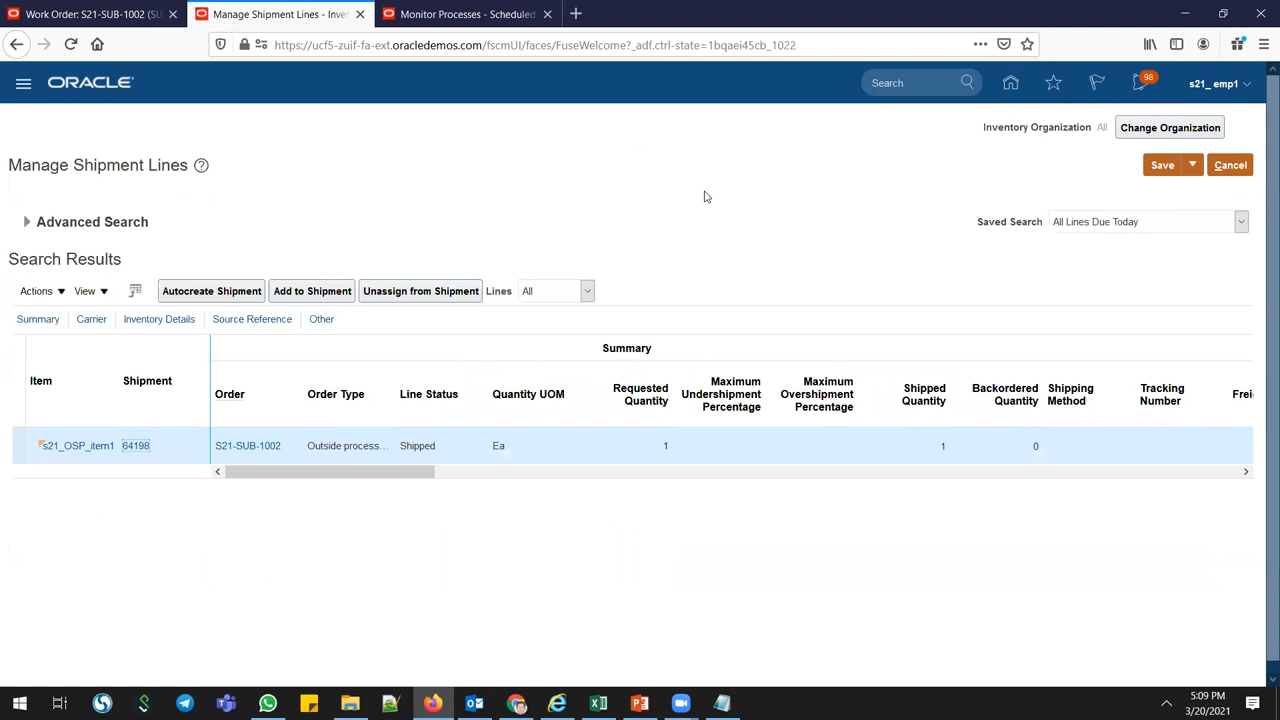 Work Order: S21-SUB-1002 (SU
Manage Shipment Lines - Inve
Monitor Processes - Scheduled
https://ucf5-zuif-fa-ext.oracledemos.com/fscmUI/faces/FuseWelcome?_adf.ctrl-state=1bqaei45cb_1022
ORACLE
Search
98
s21_ emp1
Inventory Organization All Change Organization
Manage Shipment Lines
Save
Cancel
Advanced Search
Saved Search All Lines Due Today
Search Results
Actions View Autocreate Shipment Add to Shipment Unassign from Shipment Lines All
Summary Carrier Inventory Details Source Reference Other
Summary
Item Shipment Order Order Type Line Status Quantity UOM Requested Quantity Maximum Undershipment Percentage Maximum Overshipment Percentage Shipped Quantity Backordered Quantity Shipping Method Tracking Number Frei
s21_OSP_item1 64198 S21-SUB-1002 Outside process... Shipped Ea 1 1 0
5:09 PM
3/20/2021